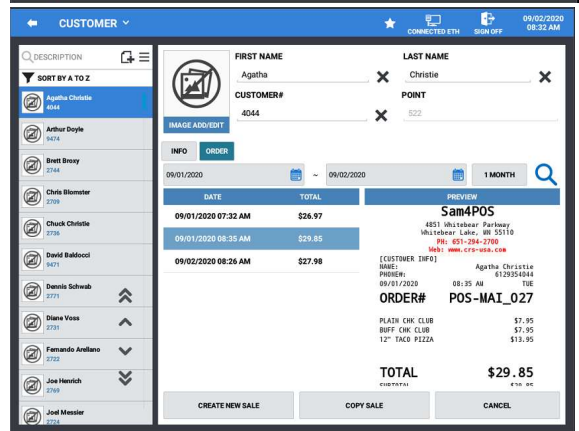 CUSTOMER
CONNECTED ETH
SIGN OFF
09/02/2020
08:32 AM
DESCRIPTION
SORT BY A TO Z
Agatha Christie
4044
Arthur Doyle
9474
Brett Broxy
2744
Chris Blomster
2709
Chuck Christie
2736
David Baldocci
9471
Dennis Schwab
2771
Diane Voss
2731
Fernando Arellano
2722
Joe Henrich
2769
Joel Messier
2724
IMAGE ADD/EDIT
FIRST NAME
Agatha
LAST NAME
Christie
CUSTOMER#
4044
POINT
522
INFO
ORDER
09/01/2020
~
09/02/2020
1 MONTH
DATE TOTAL
09/01/2020 07:32 AM $26.97
09/01/2020 08:35 AM $29.85
09/02/2020 08:26 AM $27.98
PREVIEW
Sam4POS
4851 Whitebear Parkway
Whitebear Lake, WN 55110
PH: 651-294-2700
Web: www.crs-usa.com
[CUSTOMER INFO]
NAME: Agatha Christie
PHONE#: 6129354044
09/01/2020 08:35 AM TUE
ORDER# POS-MAI_027
PLAIN CHK CLUB $7.95
BUFF CHK CLUB $7.95
12" TACO PIZZA $13.95
TOTAL $29.85
SUBTOTAL $29.85
CREATE NEW SALE
COPY SALE
CANCEL